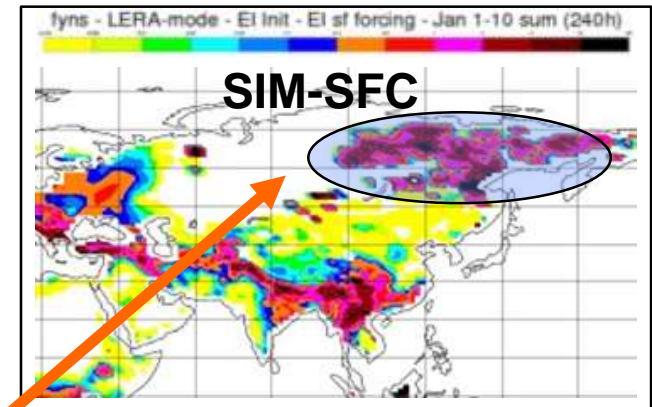 fyns - LERA-mode - EI Init - EI sf forcing - Jan 1-10 sum (240h)
SIM-SFC